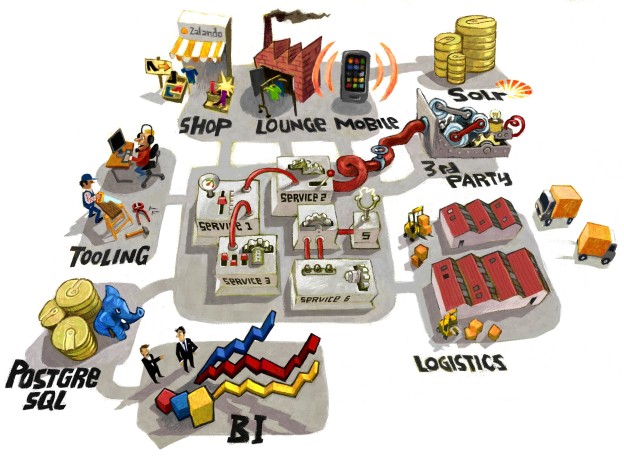 Zalando
SHOP
LOUNGE
MOBILE
SOLR
3RD
PARTY
SERVICE 1
SERVICE 2
SERVICE 3
5
SERVICE 6
TOOLING
LOGISTICS
POSTGRE
SQL
BI